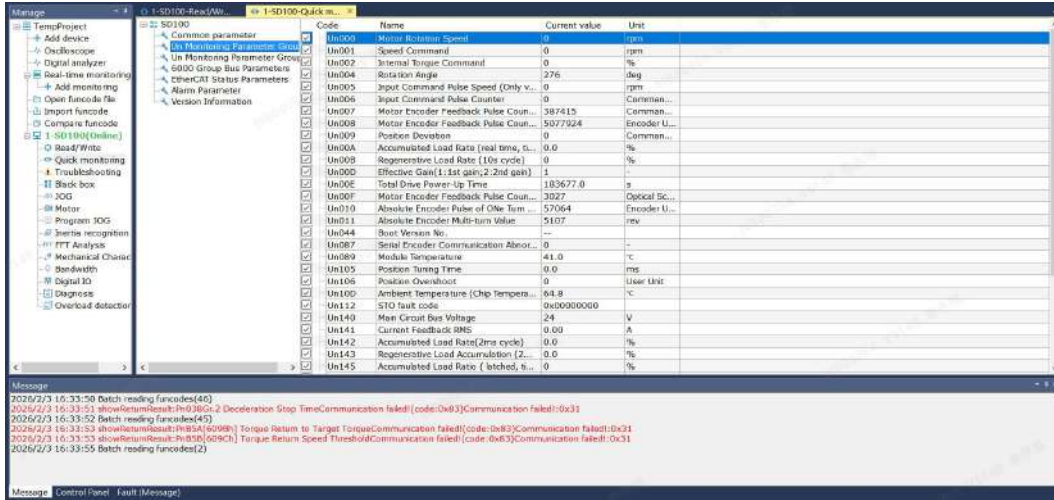 Manage
1-SD100-Read/Wr...
1-SD100-Quick m...
TempProject
Add device
Oscilloscope
Digital analyzer
Real-time monitoring
Add monitoring
Open funcode file
Import funcode
Compare funcode
1-SD100(Online)
Read/Write
Quick monitoring
Troubleshooting
Black box
JOG
Motor
Program JOG
Inertia recognition
FFT Analysis
Mechanical Charac
Bandwidth
Digital IO
Diagnosis
Overload detection
SD100
Common parameter
Un Monitoring Parameter Grou
Un Monitoring Parameter Group
6000 Group Bus Parameters
EtherCAT Status Parameters
Alarm Parameter
Version Information
Code Name Current value Unit
Un000 Motor Rotation Speed 0 rpm
Un001 Speed Command 0 rpm
Un002 Internal Torque Command 0 %
Un004 Rotation Angle 276 deg
Un005 Input Command Pulse Speed (Only v... 0 rpm
Un006 Input Command Pulse Counter 0 Comman...
Un007 Motor Encoder Feedback Pulse Coun... 387415 Comman...
Un008 Motor Encoder Feedback Pulse Coun... 5077924 Encoder U...
Un009 Position Deviation 0 Comman...
Un00A Accumulated Load Rate (real time, ti... 0.0 %
Un00B Regenerative Load Rate (10s cycle) 0 %
Un00D Effective Gain(1:1st gain;2:2nd gain) 1 -
Un00E Total Drive Power-Up Time 183677.0 s
Un00F Motor Encoder Feedback Pulse Coun... 3027 Optical Sc...
Un010 Absolute Encoder Pulse of ONe Turn ... 57064 Encoder U...
Un011 Absolute Encoder Multi-turn Value 5107 rev
Un044 Boot Version No. --
Un087 Serial Encoder Communication Abnor... 0 -
Un089 Module Temperature 41.0 ℃
Un105 Position Tuning Time 0.0 ms
Un106 Position Overshoot 0 User Unit
Un10D Ambient Temperature (Chip Tempera... 64.8 ℃
Un112 STO fault code 0x00000000
Un140 Main Circuit Bus Voltage 24 V
Un141 Current Feedback RMS 0.00 A
Un142 Accumulated Load Rate(2ms cycle) 0.0 %
Un143 Regenerative Load Accumulation (2... 0.0 %
Un145 Accumulated Load Ratio ( latched, ti... 0 %
Message
2026/2/3 16:33:50 Batch reading funcodes(46)
2026/2/3 16:33:51 showReturnResult:Pn038Gr.2 Deceleration Stop TimeCommunication failed!(code:0x83)Communication failed!:0x31
2026/2/3 16:33:52 Batch reading funcodes(45)
2026/2/3 16:33:53 showReturnResult:PnB5A[609Bh] Torque Return to Target TorqueCommunication failed!(code:0x83)Communication failed!:0x31
2026/2/3 16:33:53 showReturnResult:PnB5B[609Ch] Torque Return Speed ThresholdCommunication failed!(code:0x83)Communication failed!:0x31
2026/2/3 16:33:55 Batch reading funcodes(2)
Message Control Panel Fault (Message)